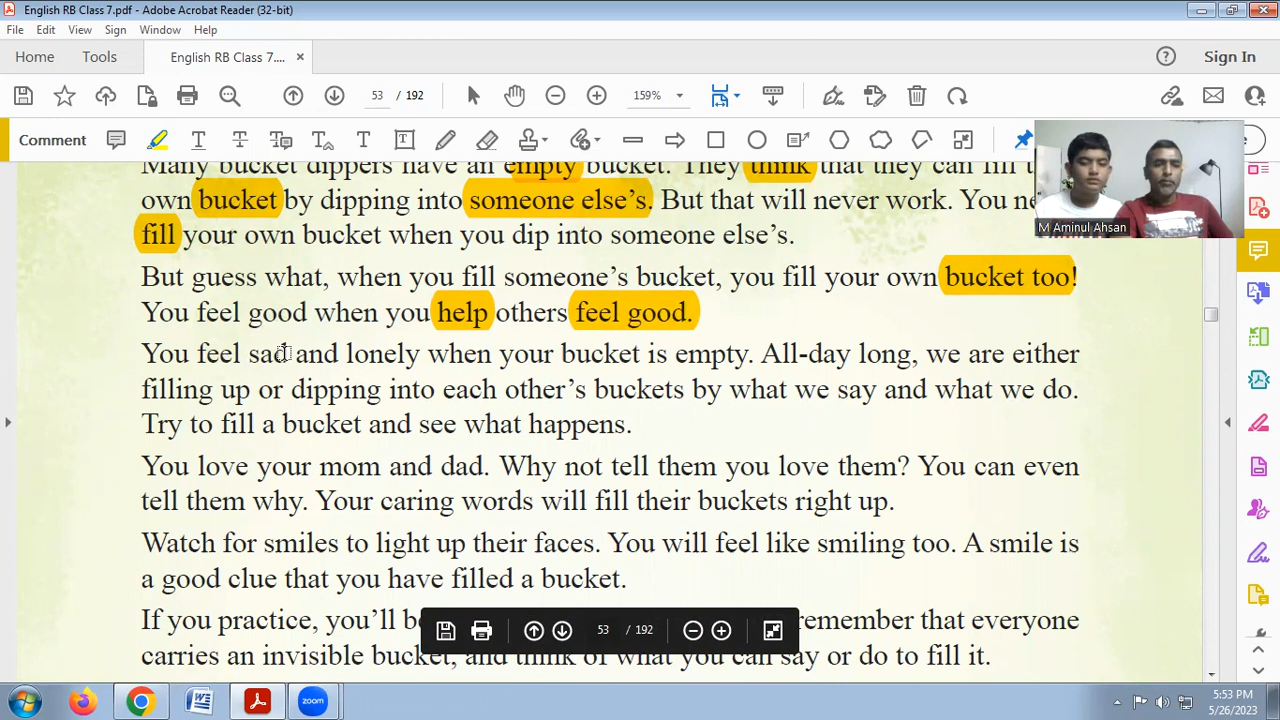 English RB Class 7.pdf - Adobe Acrobat Reader (32-bit)
File Edit View Sign Window Help
Home Tools English RB Class 7.... × Sign In
53 / 192 159%
Comment
Many bucket dippers have an empty bucket. They think that they can fill
own bucket by dipping into someone else's. But that will never work. You
fill your own bucket when you dip into someone else's.
M Aminul Ahsan
But guess what, when you fill someone's bucket, you fill your own bucket too!
You feel good when you help others feel good.
You feel sad and lonely when your bucket is empty. All-day long, we are either
filling up or dipping into each other's buckets by what we say and what we do.
Try to fill a bucket and see what happens.
You love your mom and dad. Why not tell them you love them? You can even
tell them why. Your caring words will fill their buckets right up.
Watch for smiles to light up their faces. You will feel like smiling too. A smile is
a good clue that you have filled a bucket.
If you practice, you'll remember that everyone
53 / 192
carries an invisible bucket, and think of what you can say or do to fill it.
zoom
5:53 PM
5/26/2023